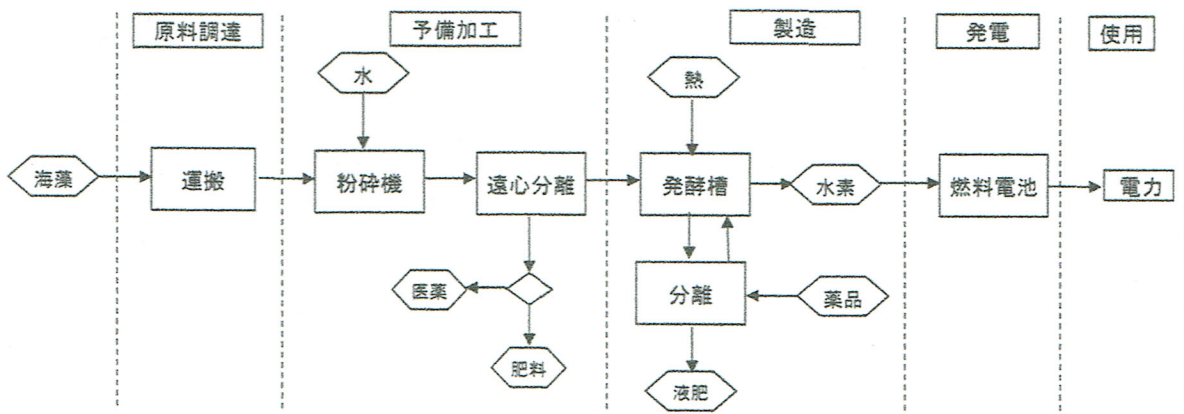 原料調達
予備加工
製造
発電
使用
水
熱
海藻
運搬
粉砕機
遠心分離
発酵槽
水素
燃料電池
電力
医薬
分離
薬品
肥料
液肥